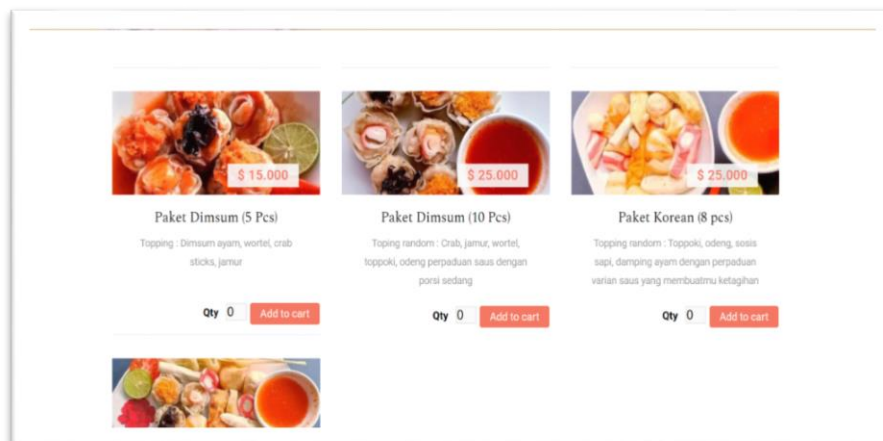 $ 15.000
Paket Dimsum (5 Pcs)
Topping : Dimsum ayam, wortel, crab
sticks, jamur
Qty 0 Add to cart
$ 25.000
Paket Dimsum (10 Pcs)
Toping random : Crab, jamur, wortel,
toppoki, odeng perpaduan saus dengan
porsi sedang
Qty 0 Add to cart
$ 25.000
Paket Korean (8 pcs)
Topping random : Toppoki, odeng, sosis
sapi, damping ayam dengan perpaduan
varian saus yang membuatmu ketagihan
Qty 0 Add to cart